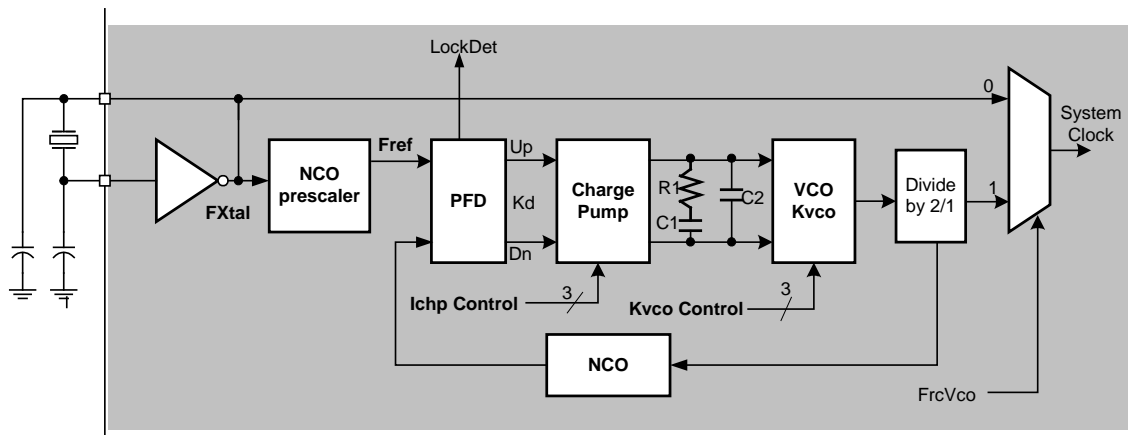 LockDet
0
System
Clock
Fref
Up
NCO
prescaler
PFD
Kd
Charge
Pump
R1
C1
C2
VCO
Kvco
Divide
by 2/1
1
FXtal
Dn
Ichp Control
3
Kvco Control
3
NCO
FrcVco